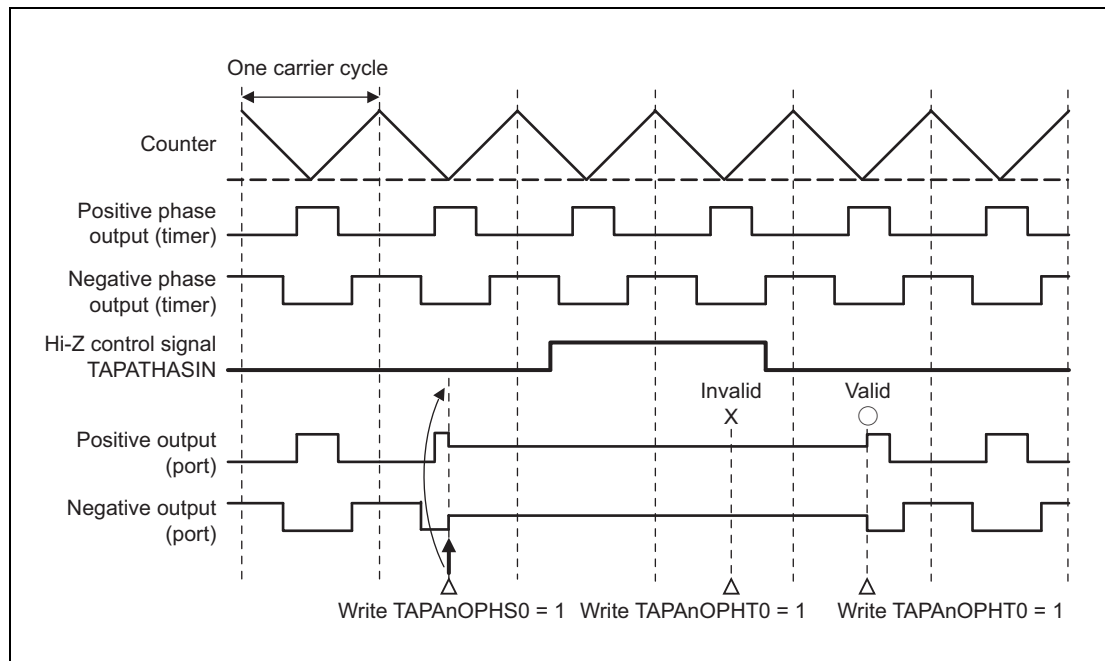 One carrier cycle
Counter
Positive phase
output (timer)
Negative phase
output (timer)
Hi-Z control signal
TAPATHASIN
Invalid
X
Valid
Positive output
(port)
Negative output
(port)
Write TAPAnOPHS0 = 1
Write TAPAnOPHT0 = 1
Write TAPAnOPHT0 = 1